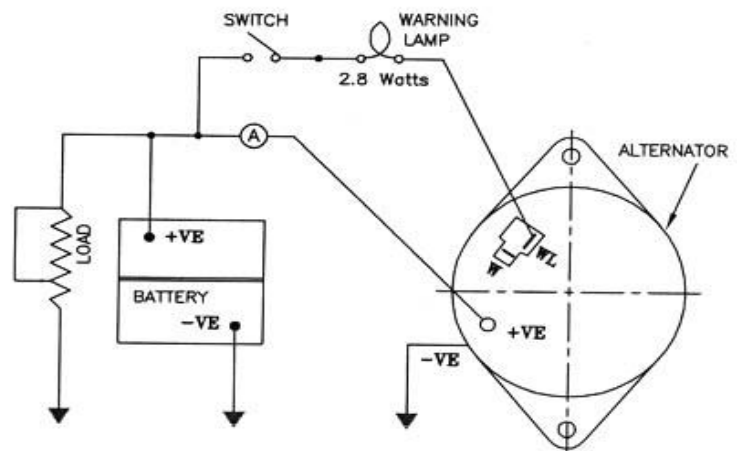 SWITCH
WARNING
LAMP
2.8 Watts
A
ALTERNATOR
+VE
LOAD
BATTERY
-VE
W
WL
+VE
-VE